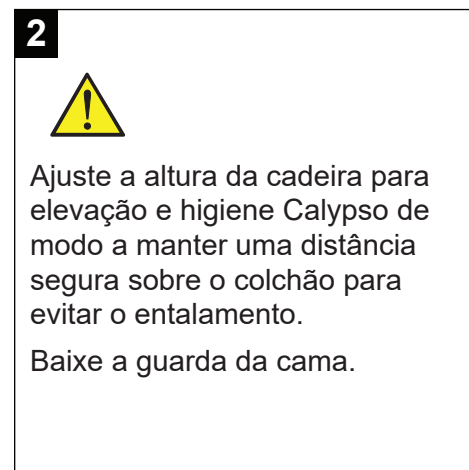 2
Ajuste a altura da cadeira para
elevação e higiene Calypso de
modo a manter uma distância
segura sobre o colchão para
evitar o entalamento.
Baixe a guarda da cama.